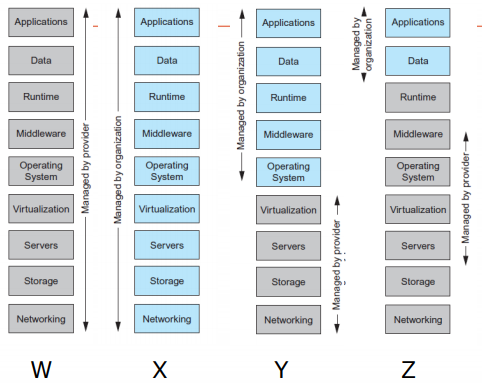 Applications
Data
Runtime
Middleware
Operating
System
Virtualization
Servers
Storage
Networking
Managed by provider
W
Managed by organization
Applications
Data
Runtime
Middleware
Operating
System
Virtualization
Servers
Storage
Networking
X
Managed by organization
Applications
Data
Runtime
Middleware
Operating
System
Virtualization
Servers
Storage
Networking
Managed by provider
Y
Managed by
organization
Applications
Data
Runtime
Middleware
Operating
System
Virtualization
Servers
Storage
Networking
Managed by provider
Z